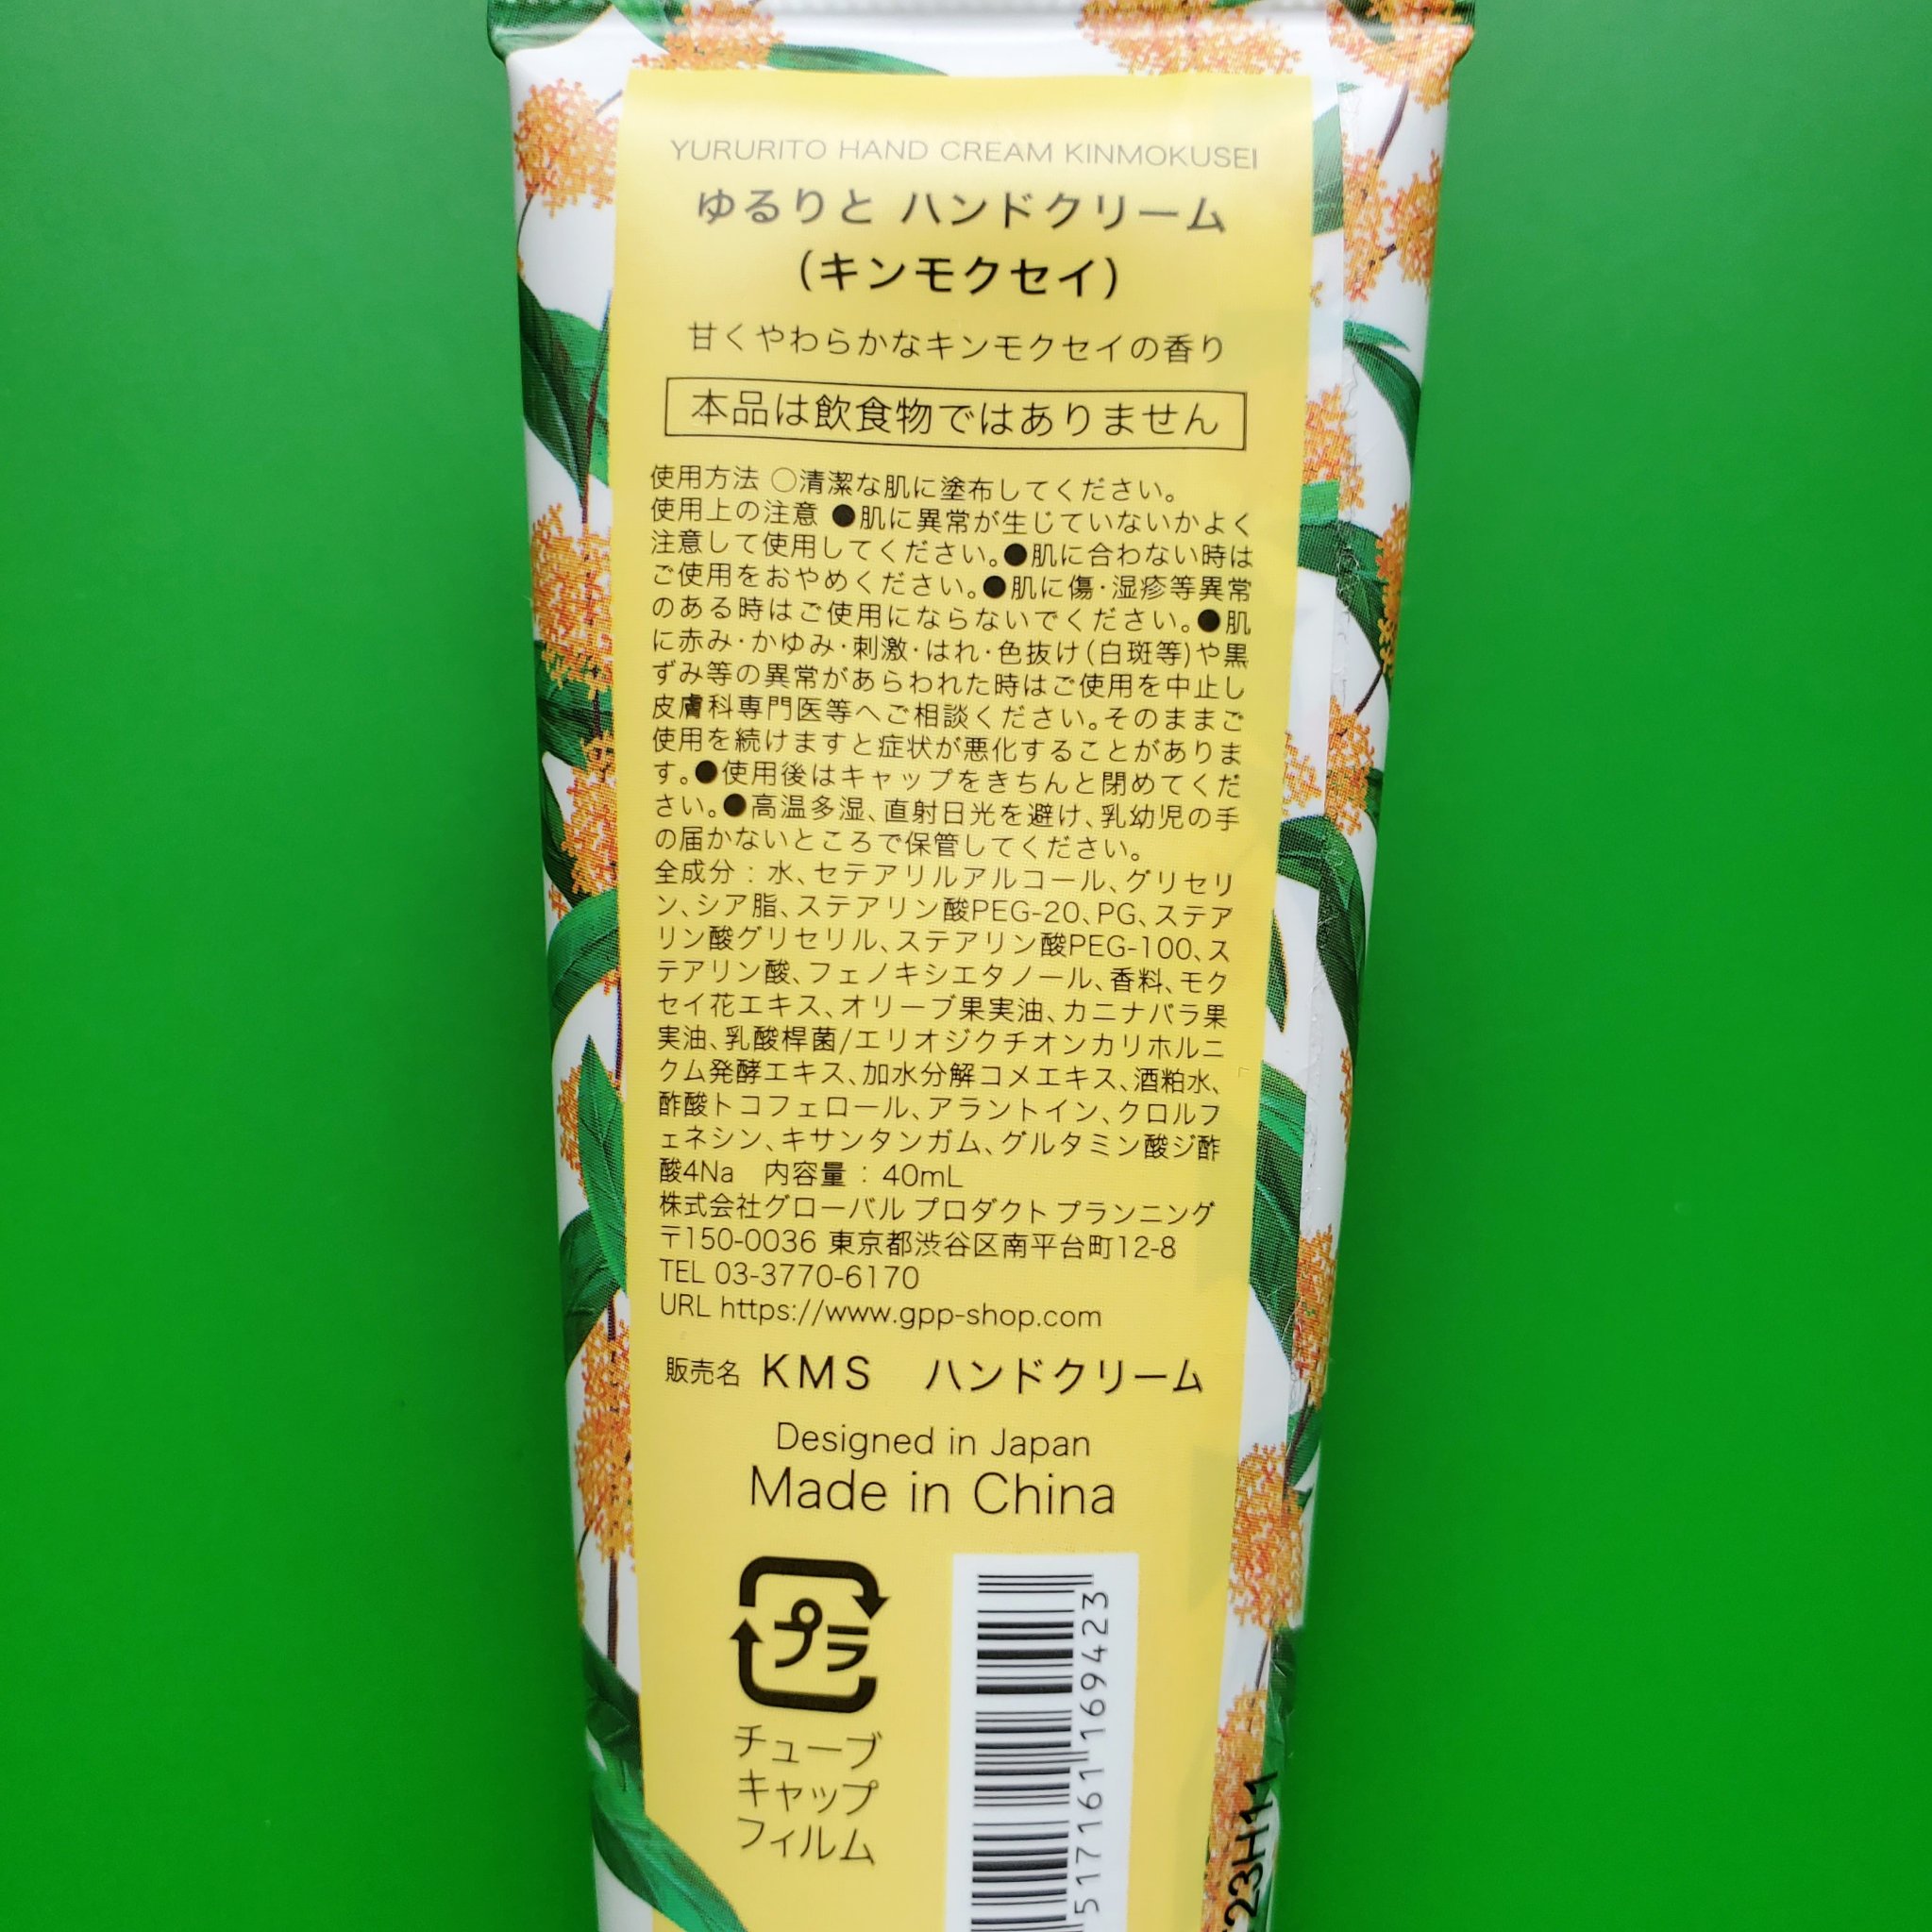 YURURITO HAND CREAM KINMOKUSEI
ゆるりと ハンドクリーム
(キンモクセイ)
甘くやわらかなキンモクセイの香り
本品は飲食物ではありません
使用方法 ○清潔な肌に塗布してください。
使用上の注意 ●肌に異常が生じていないかよく
注意して使用してください。●肌に合わない時は
ご使用をおやめください。●肌に傷・湿疹等異常
のある時はご使用にならないでください。●肌
に赤み・かゆみ・刺激・はれ・色抜け(白斑等)や黒
ずみ等の異常があらわれた時はご使用を中止し
皮膚科専門医等へご相談ください。そのままご
使用を続けますと症状が悪化することがありま
す。●使用後はキャップをきちんと閉めてくだ
さい。●高温多湿、直射日光を避け、乳幼児の手
の届かないところで保管してください。
全成分 : 水、セテアリルアルコール、グリセリ
ン、シア脂、ステアリン酸PEG-20、PG、ステア
リン酸グリセリル、ステアリン酸PEG-100、ス
テアリン酸、フェノキシエタノール、香料、モク
セイ花エキス、オリーブ果実油、カニナバラ果
実油、乳酸桿菌/エリオジクチオンカリホルニ
クム発酵エキス、加水分解コメエキス、酒粕水、
酢酸トコフェロール、アラントイン、クロルフ
ェネシン、キサンタンガム、グルタミン酸ジ酢
酸4Na 内容量 : 40mL
株式会社グローバル プロダクト プランニング
〒150-0036 東京都渋谷区南平台町12-8
TEL 03-3770-6170
URL https://www.gpp-shop.com
販売名 KMS ハンドクリーム
Designed in Japan
Made in China
プラ
チューブ
キャップ
フィルム
517161 169423
23H11